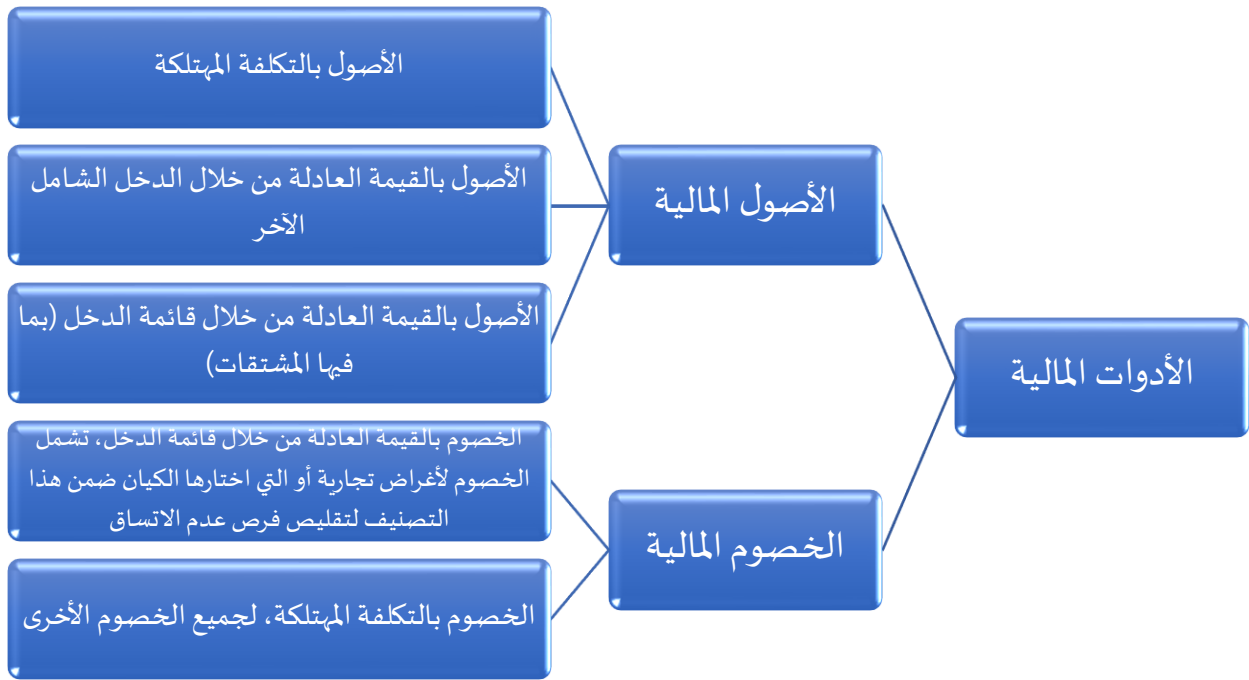 الأدوات المالية
الأصول المالية
الأصول بالتكلفة المهتلكة
الأصول بالقيمة العادلة من خلال الدخل الشامل
الآخر
الأصول بالقيمة العادلة من خلال قائمة الدخل (بما
فيها المشتقات)
الخصوم المالية
الخصوم بالقيمة العادلة من خلال قائمة الدخل، تشمل
الخصوم لأغراض تجارية أو التي اختارها الكيان ضمن هذا
التصنيف لتقليص فرص عدم الاتساق
الخصوم بالتكلفة المهتلكة، لجميع الخصوم الأخرى